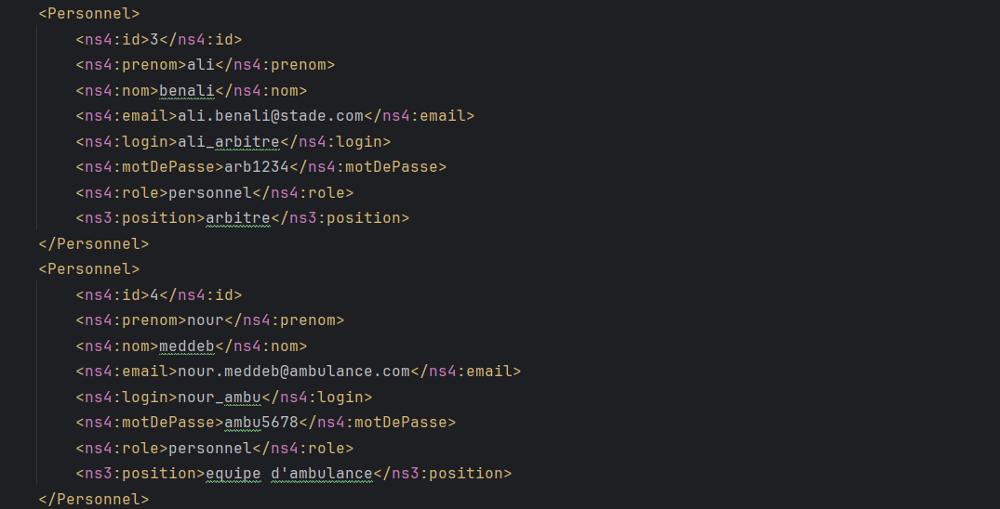 <Personnel>
<ns4:id>3</ns4:id>
<ns4:prenom>ali</ns4:prenom>
<ns4:nom>benali</ns4:nom>
<ns4:email>ali.benali@stade.com</ns4:email>
<ns4:login>ali_arbitre</ns4:login>
<ns4:motDePasse>arb1234</ns4:motDePasse>
<ns4:role>personnel</ns4:role>
<ns3:position>arbitre</ns3:position>
</Personnel>
<Personnel>
<ns4:id>4</ns4:id>
<ns4:prenom>nour</ns4:prenom>
<ns4:nom>meddeb</ns4:nom>
<ns4:email>nour.meddeb@ambulance.com</ns4:email>
<ns4:login>nour_ambu</ns4:login>
<ns4:motDePasse>ambu5678</ns4:motDePasse>
<ns4:role>personnel</ns4:role>
<ns3:position>equipe d'ambulance</ns3:position>
</Personnel>